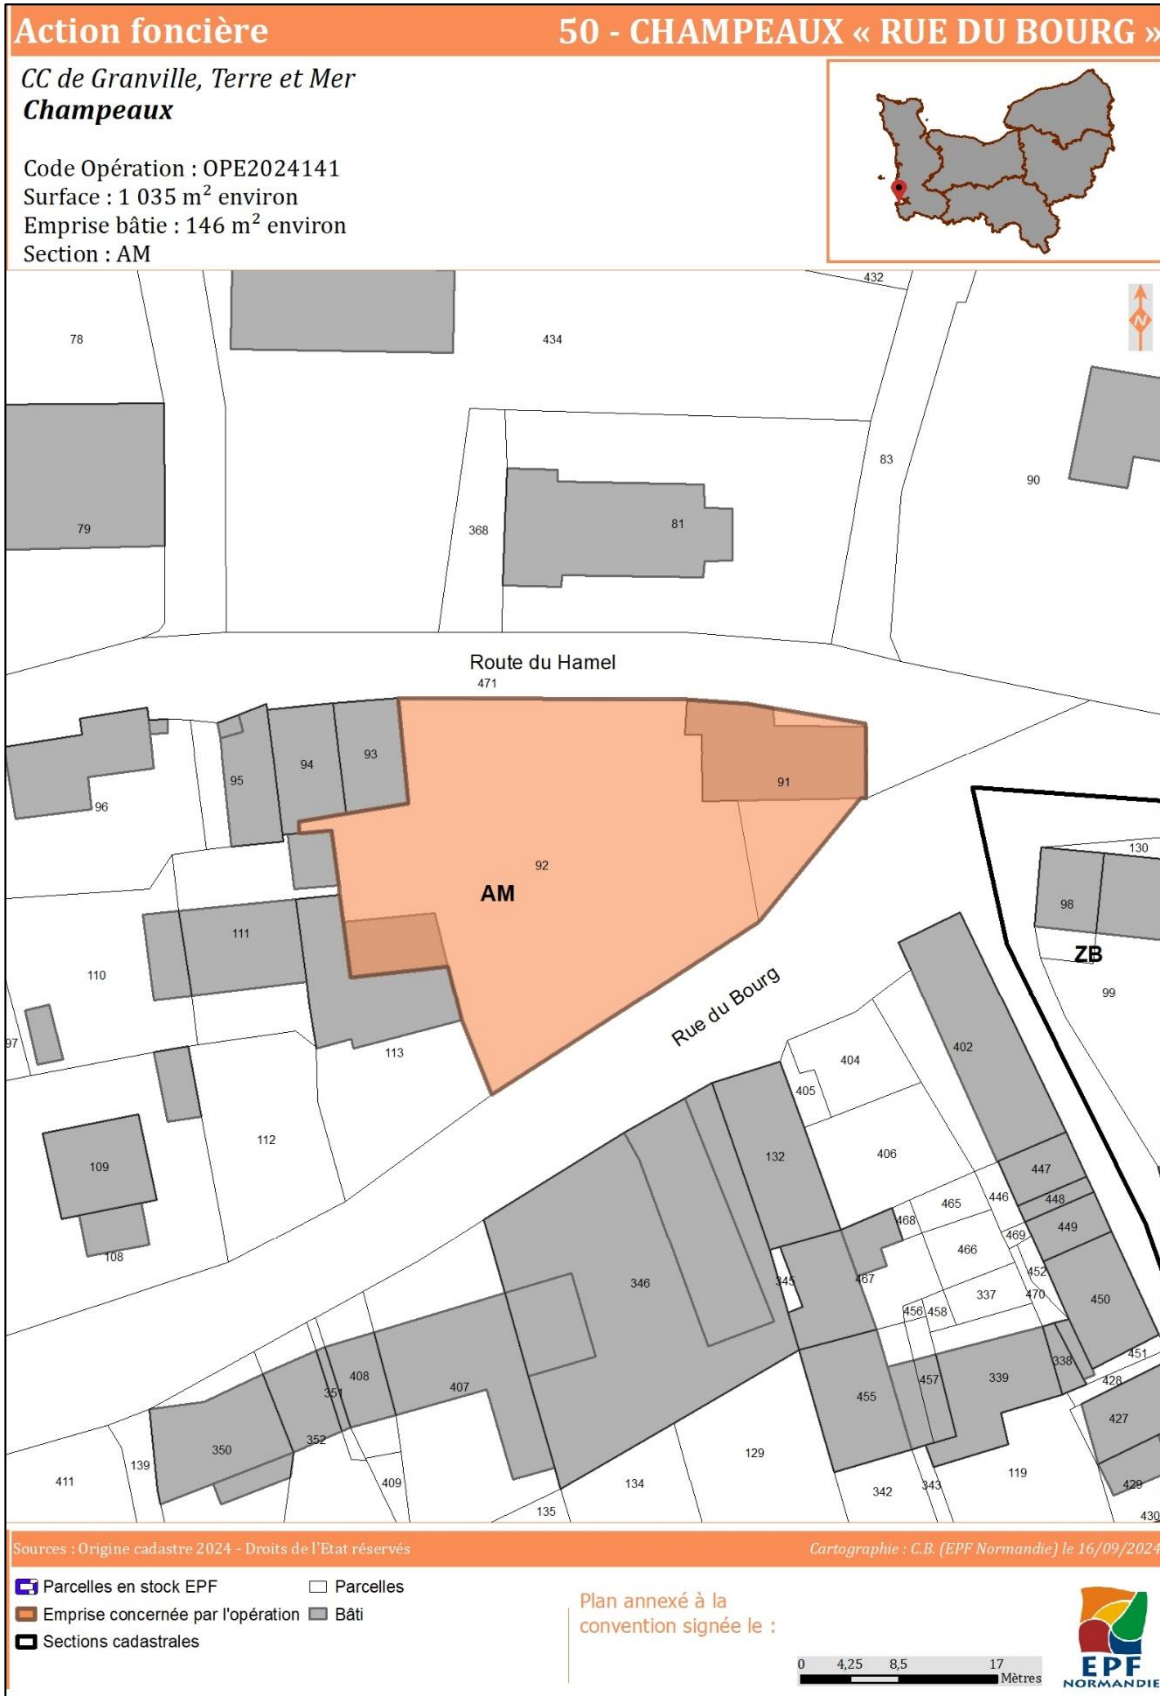 Action foncière
50 - CHAMPEAUX « RUE DU BOURG »
CC de Granville, Terre et Mer
Champeaux
Code Opération : OPE2024141
Surface : 1 035 m² environ
Emprise bâtie : 146 m² environ
Section : AM
432
78
434
N
83
90
79
368
81
Route du Hamel
471
93
94
95
91
96
92
AM
130
98
111
ZB
110
99
Rue du Bourg
97
113
402
404
405
112
406
132
109
447
446
448
465
468
449
469
466
108
452
467
345
346
470
337
450
456
458
451
408
338
339
428
407
457
351
455
427
352
350
129
139
119
411
409
134
343
342
429
135
430
Sources : Origine cadastre 2024 - Droits de l'Etat réservés
Cartographie : C.B. (EPF Normandie) le 16/09/2024
Parcelles en stock EPF
Parcelles
Emprise concernée par l'opération
Bâti
Sections cadastrales
Plan annexé à la
convention signée le :
0 4,25 8,5 17
Mètres
EPF
NORMANDIE